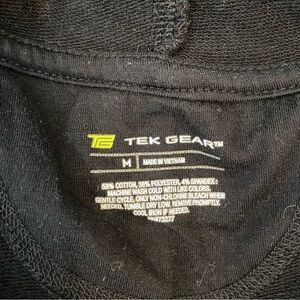 TG TEK GEAR™
M MADE IN VIETNAM
58% COTTON, 38% POLYESTER, 4% SPANDEX
MACHINE WASH COLD WITH LIKE COLORS,
GENTLE CYCLE. ONLY NON-CHLORINE BLEACH WHEN
NEEDED, TUMBLE DRY LOW. REMOVE PROMPTLY.
COOL IRON IF NEEDED.